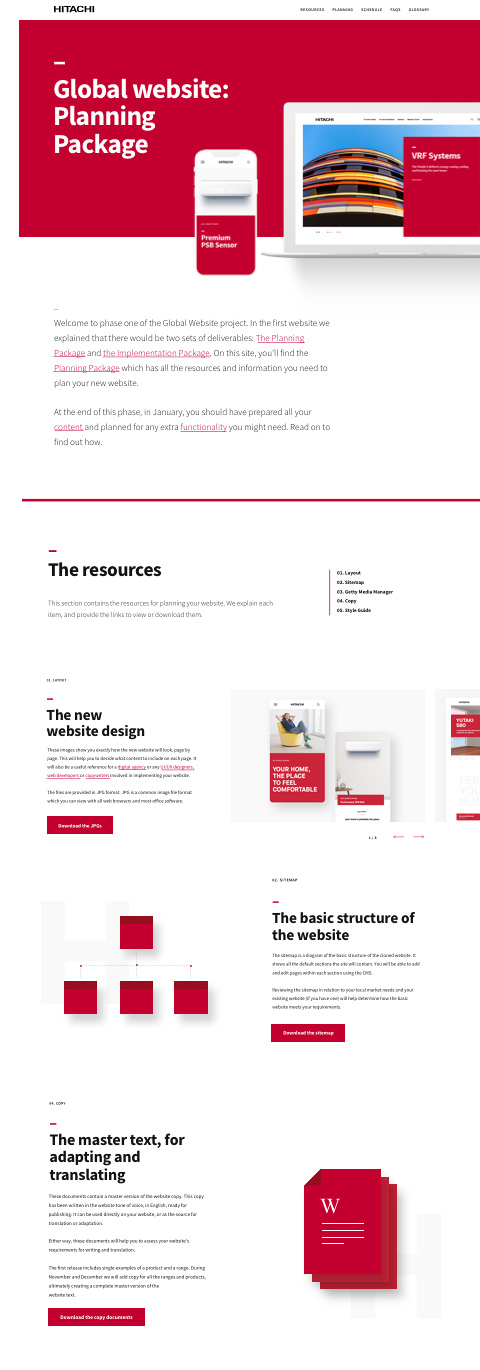 HITACHI
RESOURCES PLANNING SCHEDULE FAQS GLOSSARY
Global website:
Planning
Package
HITACHI
VRF Systems
HITACHI
Premium
PSB Sensor
Welcome to phase one of the Global Website project. In the first website we
explained that there would be two sets of deliverables: The Planning
Package and the Implementation Package. On this site, you'll find the
Planning Package which has all the resources and information you need to
plan your new website.
At the end of this phase, in January, you should have prepared all your
content and planned for any extra functionality you might need. Read on to
find out how.
The resources
This section contains the resources for planning your website. We explain each
item, and provide the links to view or download them.
01. Layout
02. Sitemap
03. Getty Media Manager
04. Copy
05. Style Guide
01. LAYOUT
The new
website design
These images show you exactly how the new website will look, page by
page. This will help you to decide what content to include on each page. It
will also be a useful reference for a digital agency or any UI/UX designers,
web developers or copywriters involved in implementing your website.
The files are provided in JPG format. JPG is a common image file format
which you can view with all web browsers and most office software.
Download the JPGs
HITACHI
YOUR HOME,
THE PLACE
TO FEEL
COMFORTABLE
HITACHI
HITACHI
YUTAKI
S80
1 / 8
02. SITEMAP
The basic structure of
the website
The sitemap is a diagram of the basic structure of the cloned website. It
shows all the default sections the site will contain. You will be able to add
and edit pages within each section using the CMS.
Reviewing the sitemap in relation to your local market needs and your
existing website (if you have one) will help determine how the basic
website meets your requirements.
Download the sitemap
04. COPY
The master text, for
adapting and
translating
These documents contain a master version of the website copy. This copy
has been written in the website tone of voice, in English, ready for
publishing. It can be used directly on your website, or as the source for
translation or adaptation.
Either way, these documents will help you to assess your website's
requirements for writing and translation.
The first release includes single examples of a product and a range. During
November and December we will add copy for all the ranges and products,
ultimately creating a complete master version of the
website text.
Download the copy documents
W